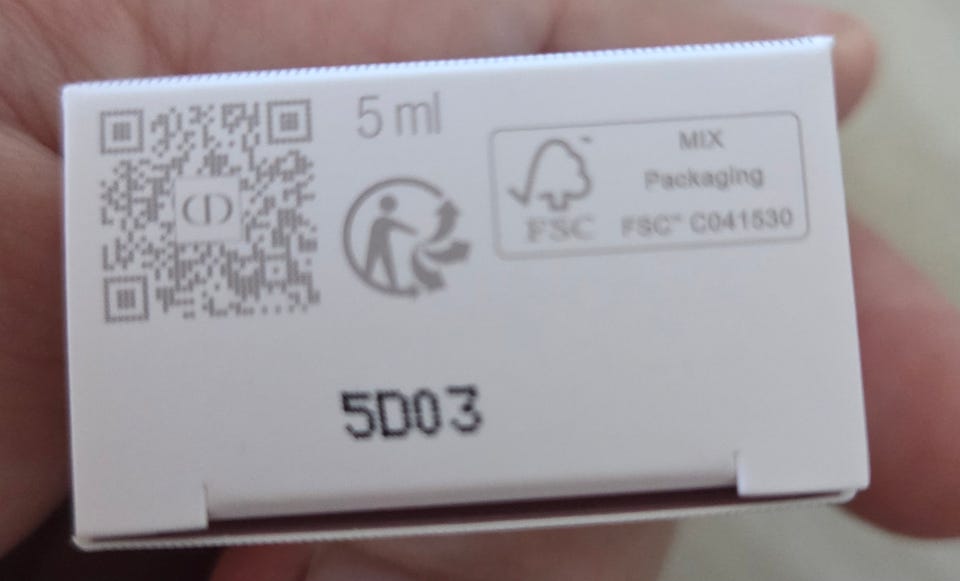 5 ml
MIX
Packaging
FSC™ C041530
FSC
5D03